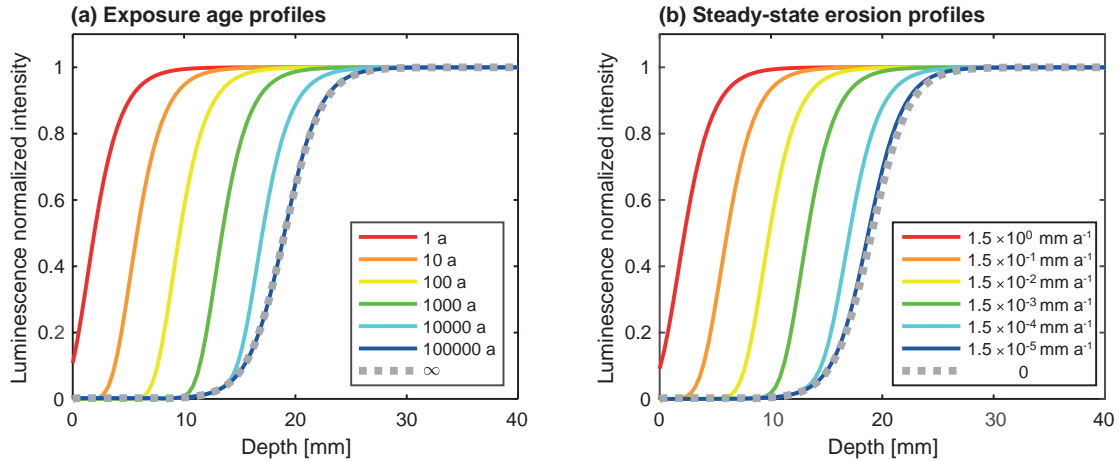 (a) Exposure age profiles
Luminescence normalized intensity
1
0.8
0.6
0.4
0.2
0
1 a
10 a
100 a
1000 a
10000 a
100000 a
∞
0 10 20 30 40
Depth [mm]
(b) Steady-state erosion profiles
Luminescence normalized intensity
1
0.8
0.6
0.4
0.2
0
1.5 ×10⁰ mm a⁻¹
1.5 ×10⁻¹ mm a⁻¹
1.5 ×10⁻² mm a⁻¹
1.5 ×10⁻³ mm a⁻¹
1.5 ×10⁻⁴ mm a⁻¹
1.5 ×10⁻⁵ mm a⁻¹
0
0 10 20 30 40
Depth [mm]